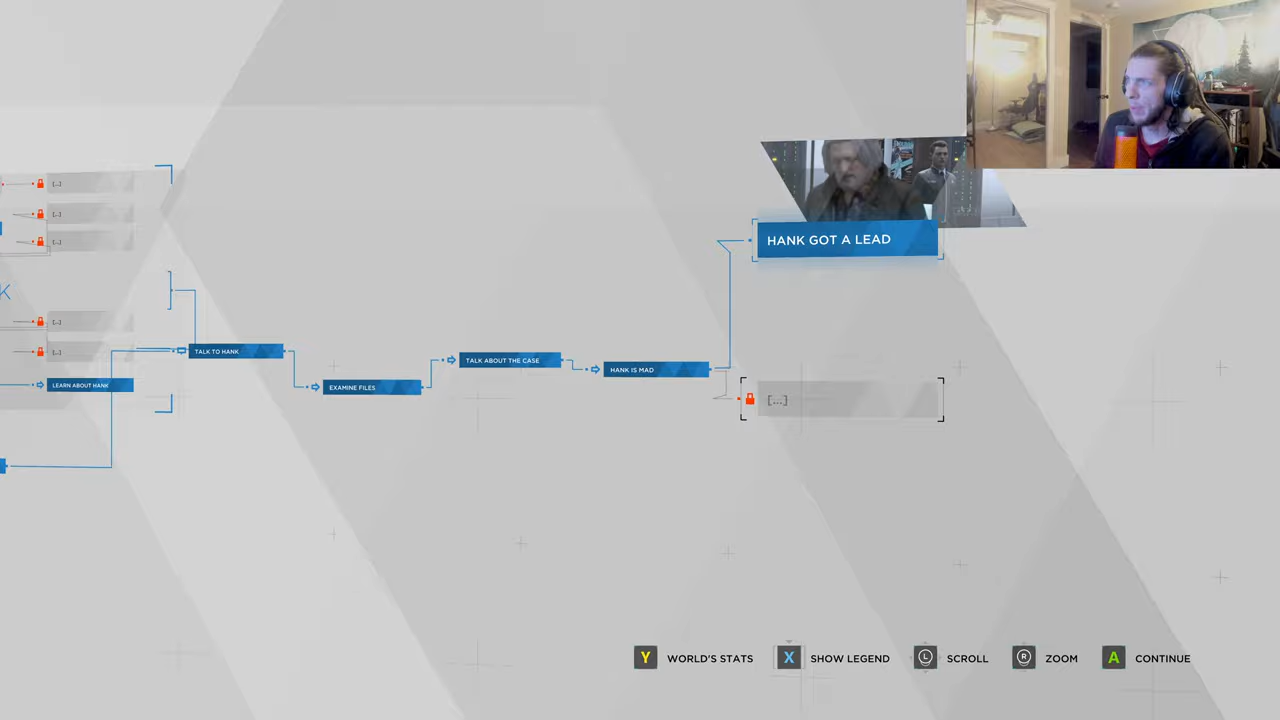 [...]
[...]
[...]
HANK GOT A LEAD
K
[...]
[...]
TALK TO HANK
LEARN ABOUT HANK
EXAMINE FILES
TALK ABOUT THE CASE
HANK IS MAD
[...]
Y WORLD'S STATS X SHOW LEGEND L SCROLL R ZOOM A CONTINUE